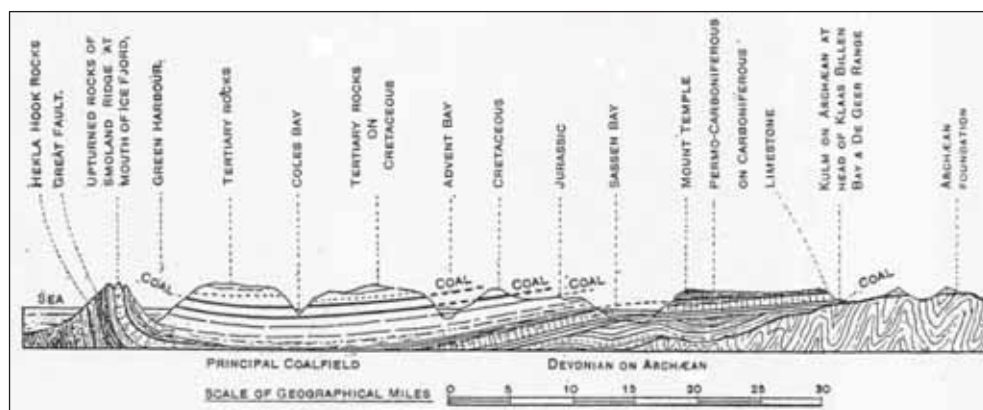 HEKLA HOOK ROCKS
GREAT FAULT.
UPTURNED ROCKS OF
SMOLAND RIDGE AT
MOUTH OF ICE FJORD,
GREEN HARBOUR,
TERTIARY ROCKS
COLES BAY
TERTIARY ROCKS
ON
CRETACEOUS
ADVENT BAY
CRETACEOUS
JURASSIC
SASSEN BAY
MOUNT TEMPLE
PERMO-CARBONIFEROUS
ON CARBONIFEROUS
LIMESTONE
KULM ON ARCHÆAN AT
HEAD OF KLAAS BILLEN
BAY & DE GEER RANGE
ARCHÆAN
FOUNDATION
SEA
COAL
COAL
COAL
COAL
COAL
PRINCIPAL COALFIELD
DEVONIAN ON ARCHÆAN
SCALE OF GEOGRAPHICAL MILES
0 5 10 15 20 25 30